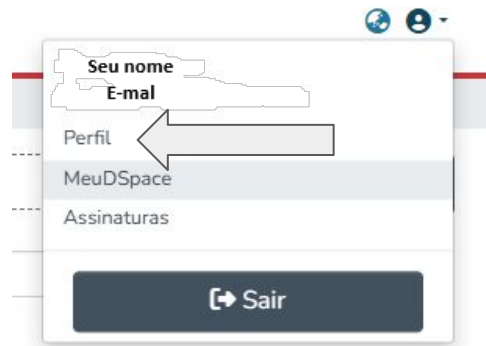 Seu nome
E-mal
Perfil
MeuDSpace
Assinaturas
Sair